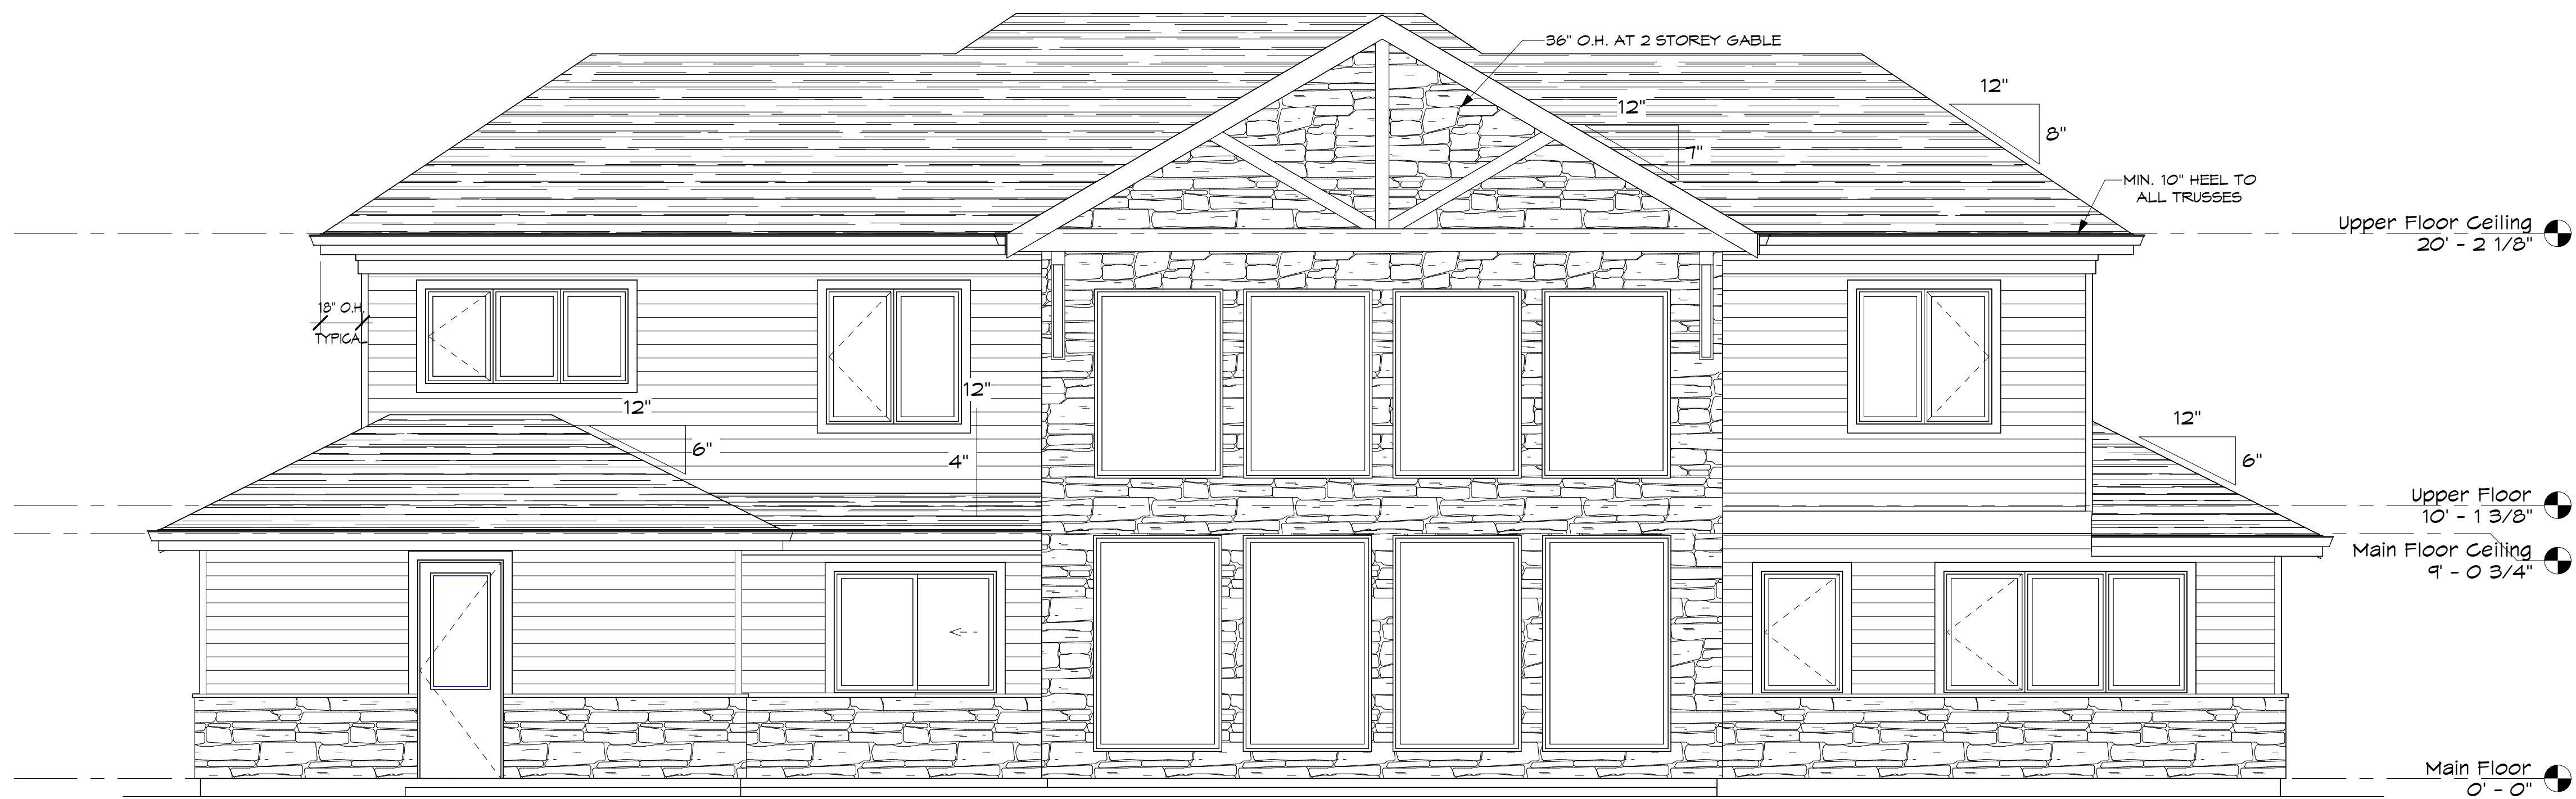 36" O.H. AT 2 STOREY GABLE
12"
8"
12"
7"
MIN. 10" HEEL TO
ALL TRUSSES
Upper Floor Ceiling
20' - 2 1/8"
18" O.H.
TYPICAL
12"
6"
12"
4"
12"
6"
Upper Floor
10' - 1 3/8"
Main Floor Ceiling
9' - 0 3/4"
Main Floor
0' - 0"